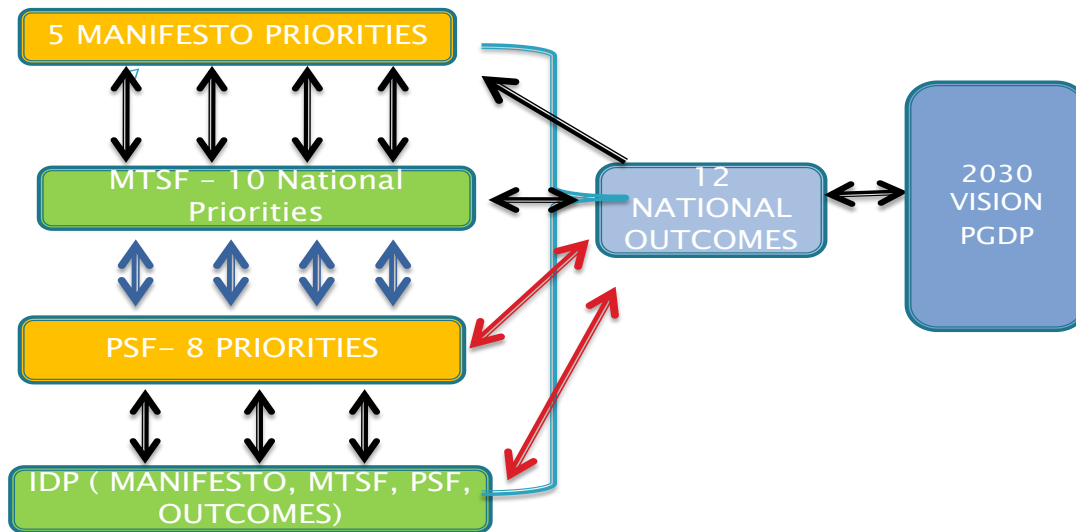 5 MANIFESTO PRIORITIES
MTSF – 10 National
Priorities
PSF– 8 PRIORITIES
IDP ( MANIFESTO, MTSF, PSF,
OUTCOMES)
12
NATIONAL
OUTCOMES
2030
VISION
PGDP